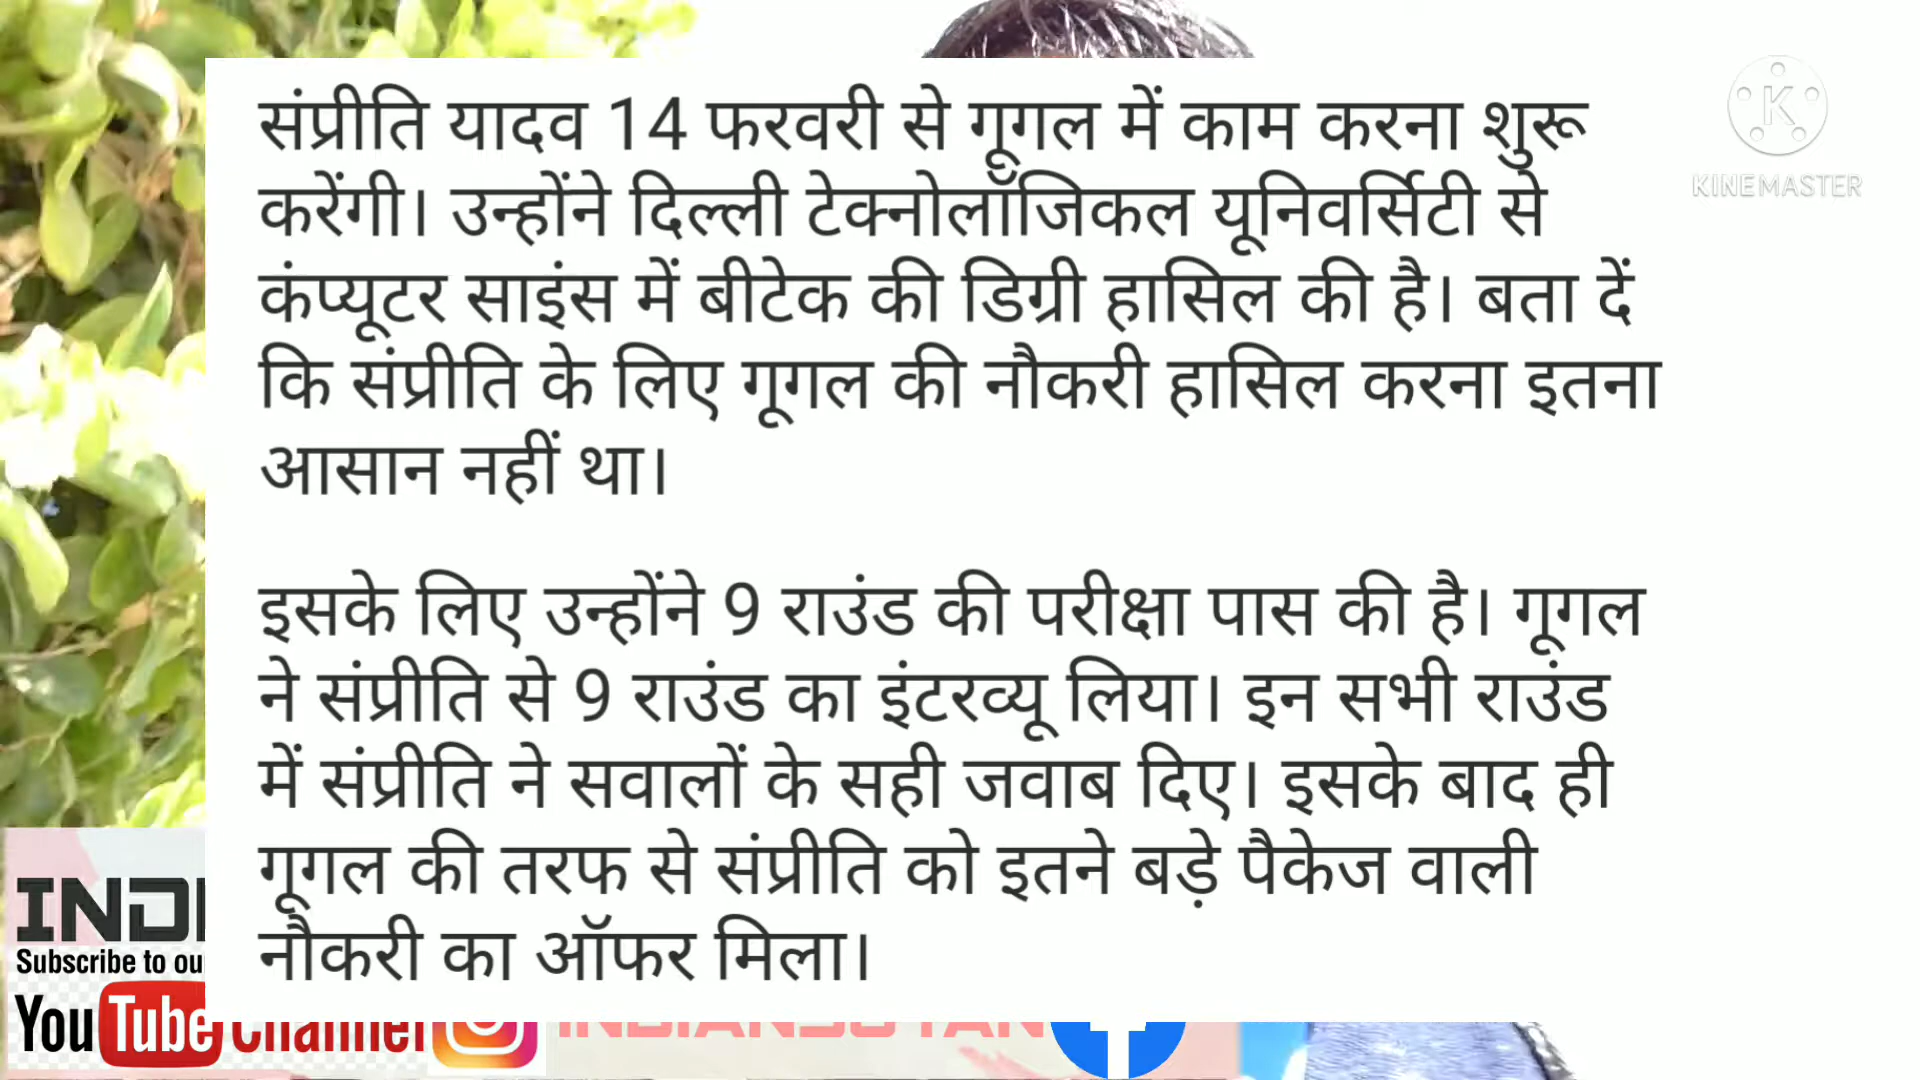 संप्रीति यादव 14 फरवरी से गूगल में काम करना शुरू
करेंगी। उन्होंने दिल्ली टेक्नोलॉजिकल यूनिवर्सिटी से
कंप्यूटर साइंस में बीटेक की डिग्री हासिल की है। बता दें
कि संप्रीति के लिए गूगल की नौकरी हासिल करना इतना
आसान नहीं था।
इसके लिए उन्होंने 9 राउंड की परीक्षा पास की है। गूगल
ने संप्रीति से 9 राउंड का इंटरव्यू लिया। इन सभी राउंड
में संप्रीति ने सवालों के सही जवाब दिए। इसके बाद ही
गूगल की तरफ से संप्रीति को इतने बड़े पैकेज वाली
नौकरी का ऑफर मिला।
K
KINEMASTER
Subscribe to ou
YouTube Channel